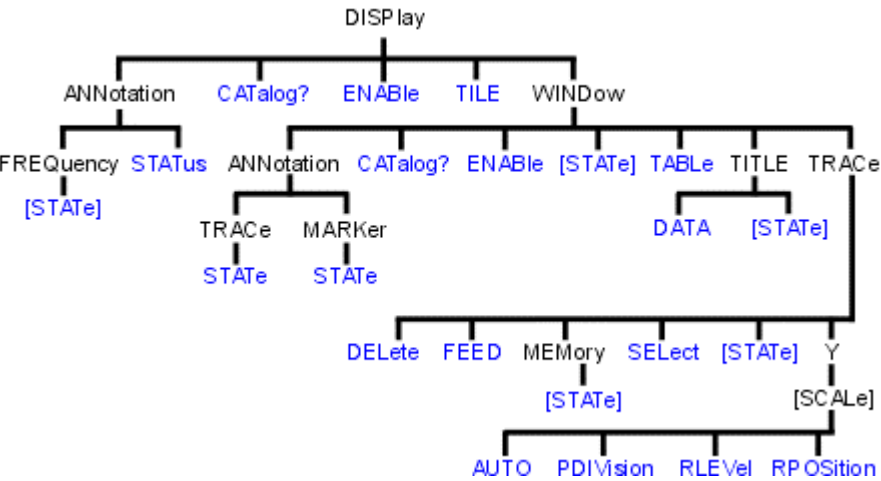 DISPlay
ANNotation CATalog? ENABle TILE WINDow
FREQuency STATus ANNotation CATalog? ENABle [STATe] TABLe TITLE TRACe
[STATe]
TRACe MARKer DATA [STATe]
STATe STATe
DELete FEED MEMory SELect [STATe] Y
[STATe] [SCALe]
AUTO PDIVision RLEVel RPOSition